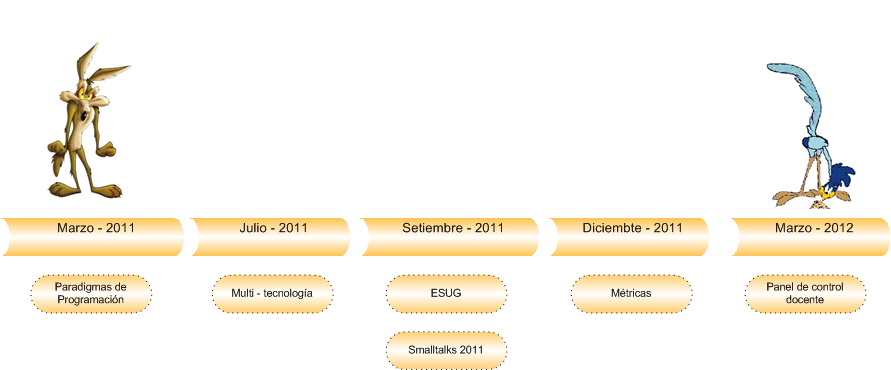 Marzo - 2011
Julio - 2011
Setiembre - 2011
Diciembte - 2011
Marzo - 2012
Paradigmas de
Programación
Multi - tecnología
ESUG
Métricas
Panel de control
docente
Smalltalks 2011